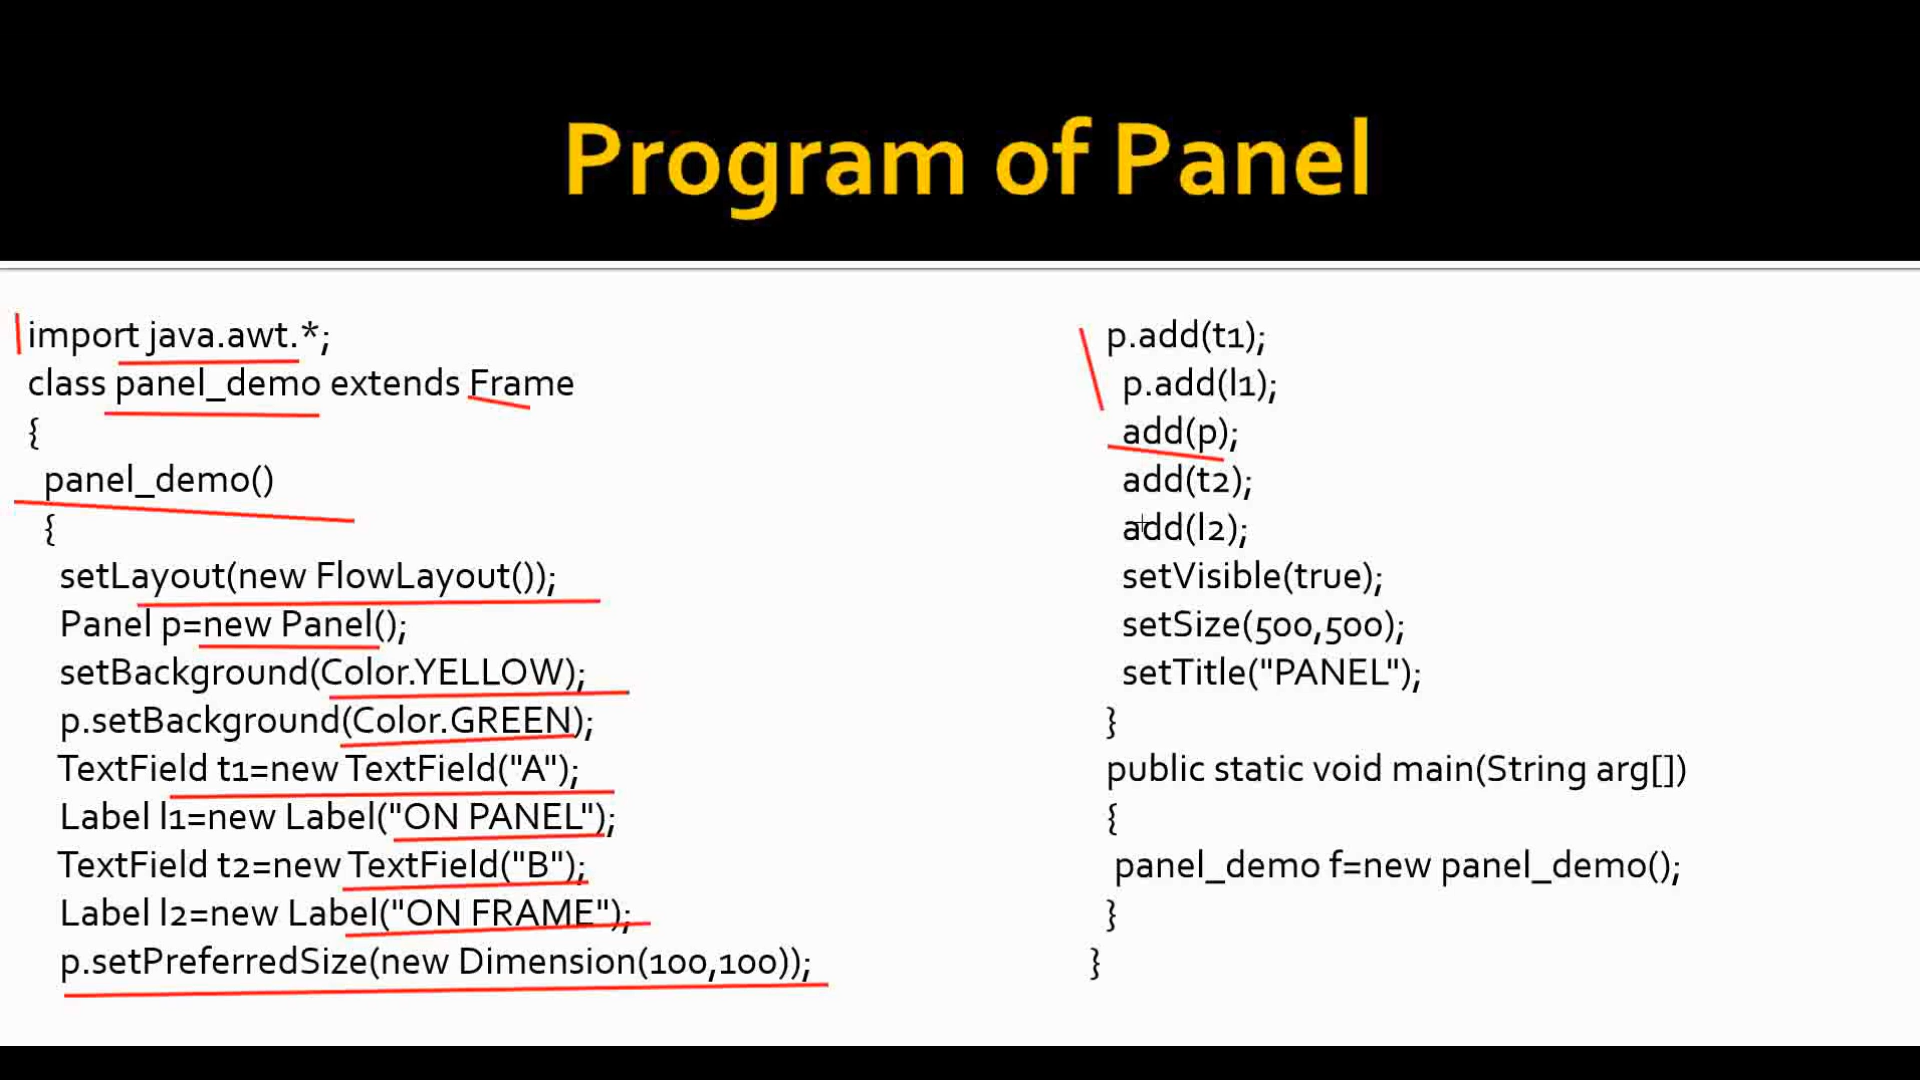 Program of Panel
import java.awt.*;
class panel_demo extends Frame
{
panel_demo()
{
setLayout(new FlowLayout());
Panel p=new Panel();
setBackground(Color.YELLOW);
p.setBackground(Color.GREEN);
TextField t1=new TextField("A");
Label l1=new Label("ON PANEL");
TextField t2=new TextField("B");
Label l2=new Label("ON FRAME");
p.setPreferredSize(new Dimension(100,100));
p.add(t1);
p.add(l1);
add(p);
add(t2);
add(l2);
setVisible(true);
setSize(500,500);
setTitle("PANEL");
}
public static void main(String arg[])
{
panel_demo f=new panel_demo();
}
}